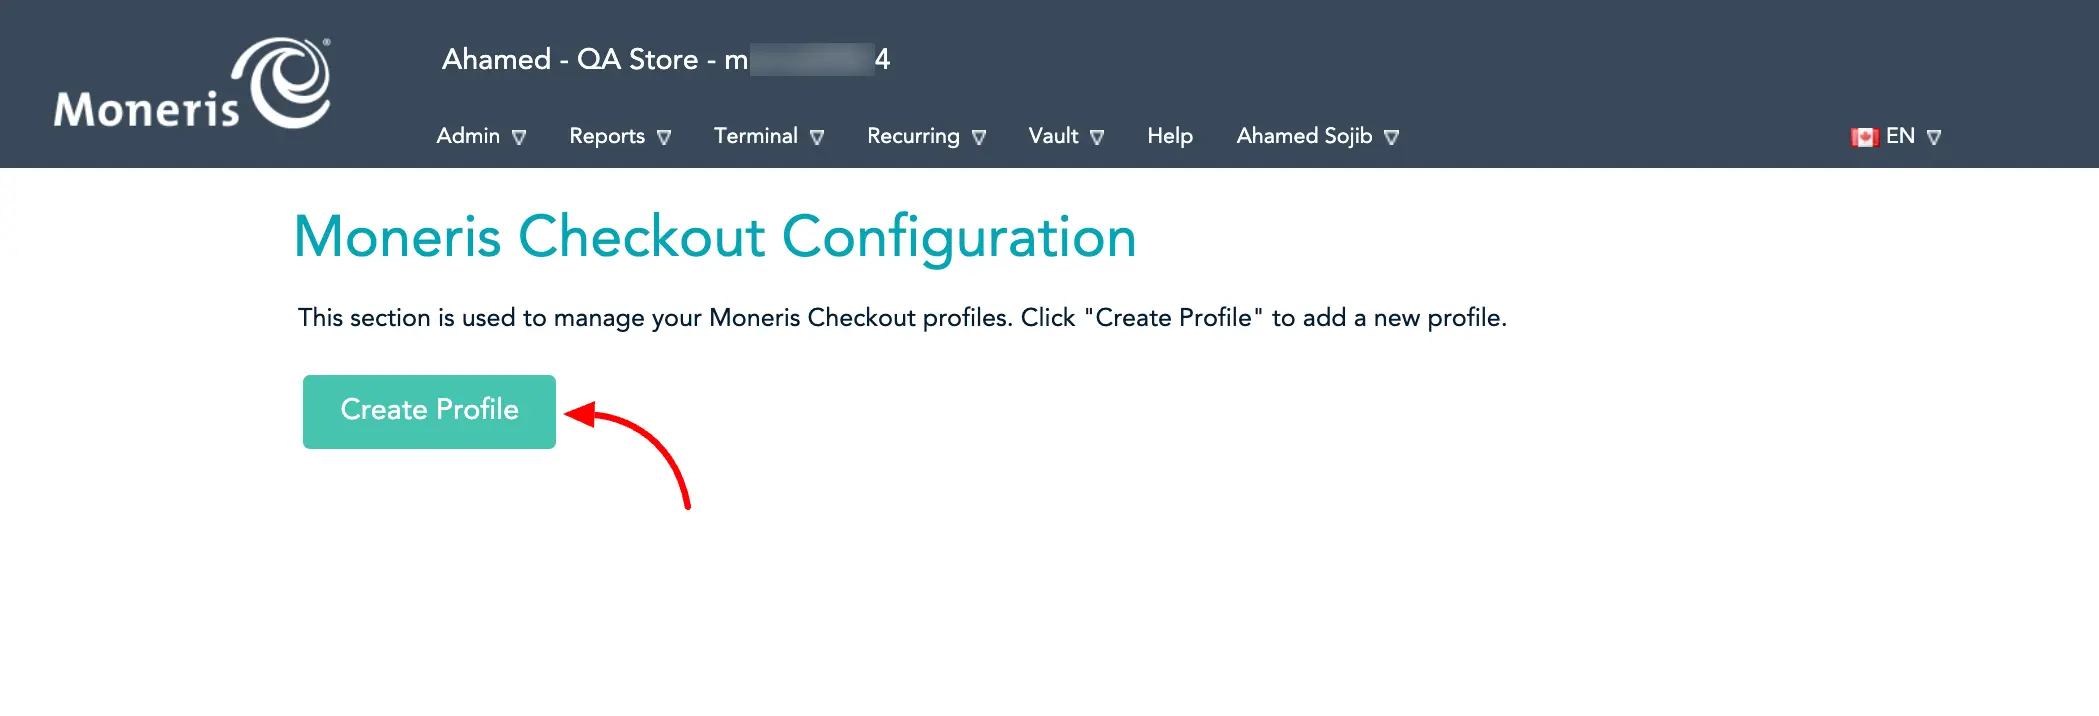 Moneris
Ahamed - QA Store - m 4
Admin Reports Terminal Recurring Vault Help Ahamed Sojib EN
Moneris Checkout Configuration
This section is used to manage your Moneris Checkout profiles. Click "Create Profile" to add a new profile.
Create Profile